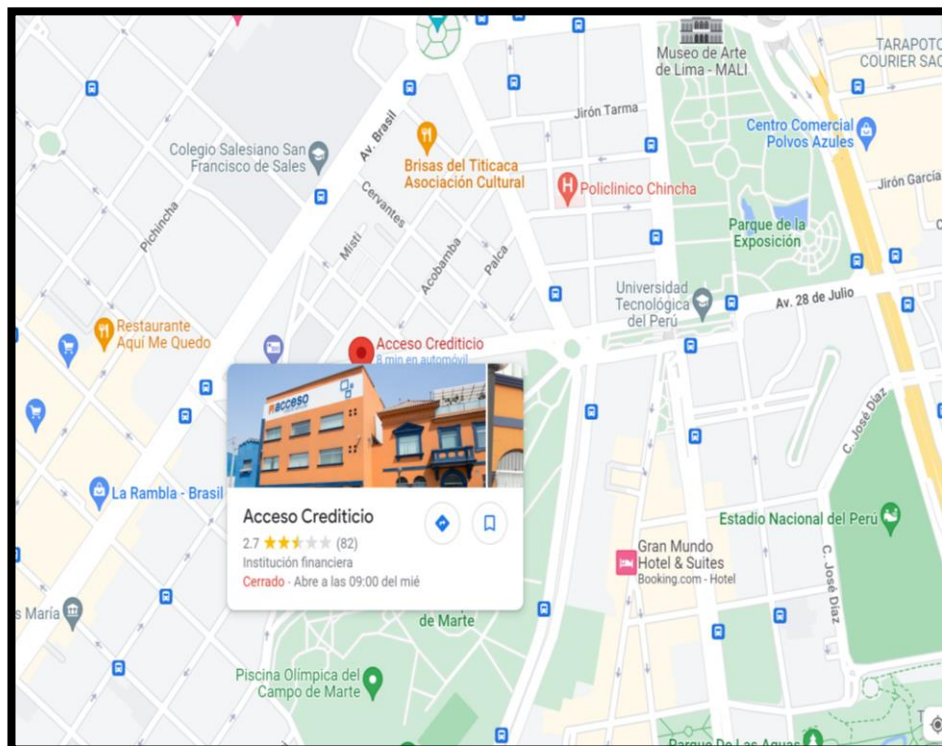 Museo de Arte
de Lima - MALI
TARAPOTO
COURIER SAC
Jirón Tarma
Av. Brasil
Centro Comercial
Polvos Azules
Colegio Salesiano San
Francisco de Sales
Brisas del Titicaca
Asociación Cultural
Policlinico Chincha
Jirón García
Cervantes
Pichincha
Misti
Acobamba
Palca
Parque de la
Exposición
Universidad
Tecnológica
del Perú
Av. 28 de Julio
Restaurante
Aquí Me Quedo
Acceso Crediticio
8 min en automóvil
acceso
C. José Díaz
La Rambla - Brasil
Acceso Crediticio
2.7 (82)
Institución financiera
Cerrado · Abre a las 09:00 del mié
Estadio Nacional del Perú
Gran Mundo
Hotel & Suites
Booking.com - Hotel
C. José Díaz
s María
de Marte
Piscina Olímpica del
Campo de Marte
Parque De Las Aguas